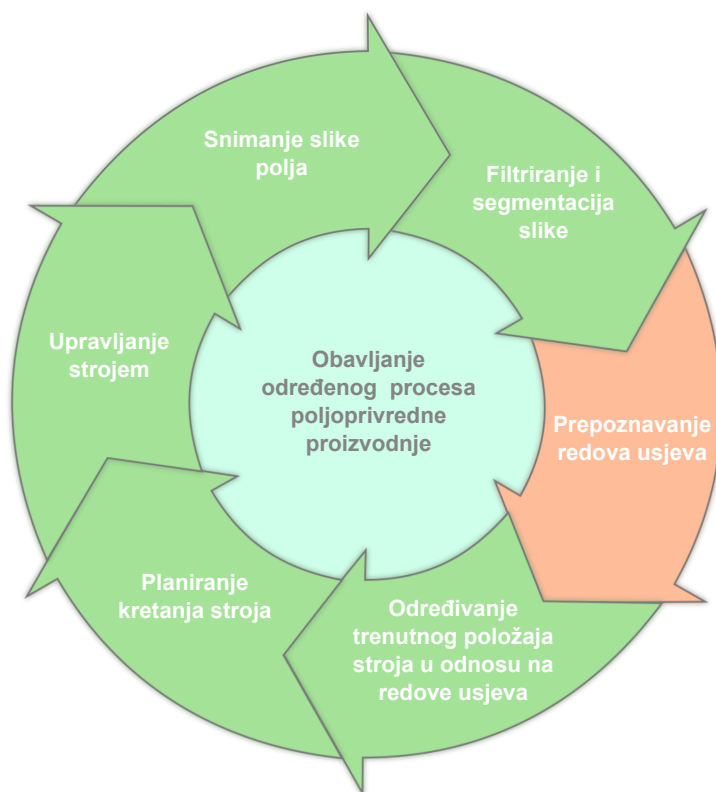 Snimanje slike
polja
Filtriranje i
segmentacija
slike
Prepoznavanje
redova usjeva
Određivanje
trenutnog položaja
stroja u odnosu na
redove usjeva
Planiranje
kretanja stroja
Upravljanje
strojem
Obavljanje
određenog procesa
poljoprivredne
proizvodnje